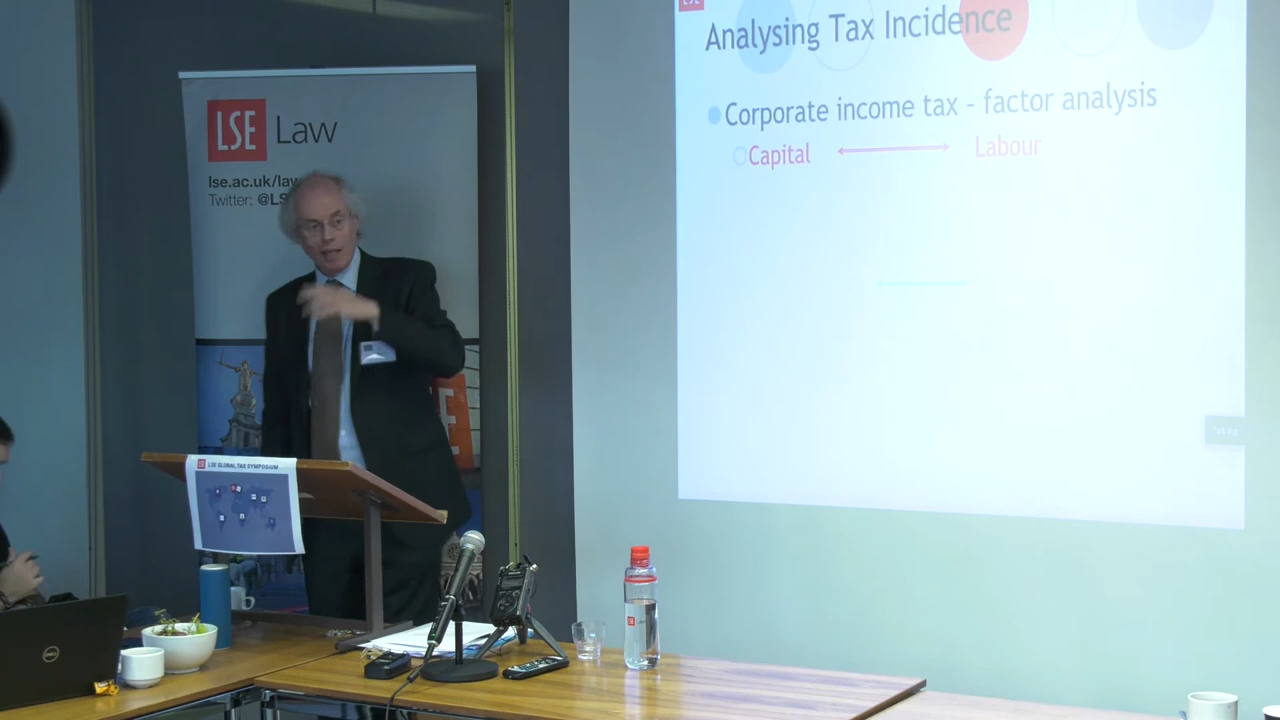 LSE Law
lse.ac.uk/law
Twitter: @LS
LSE GLOBAL TAX SYMPOSIUM
Analysing Tax Incidence
Corporate income tax - factor analysis
Capital
Labour
DELL